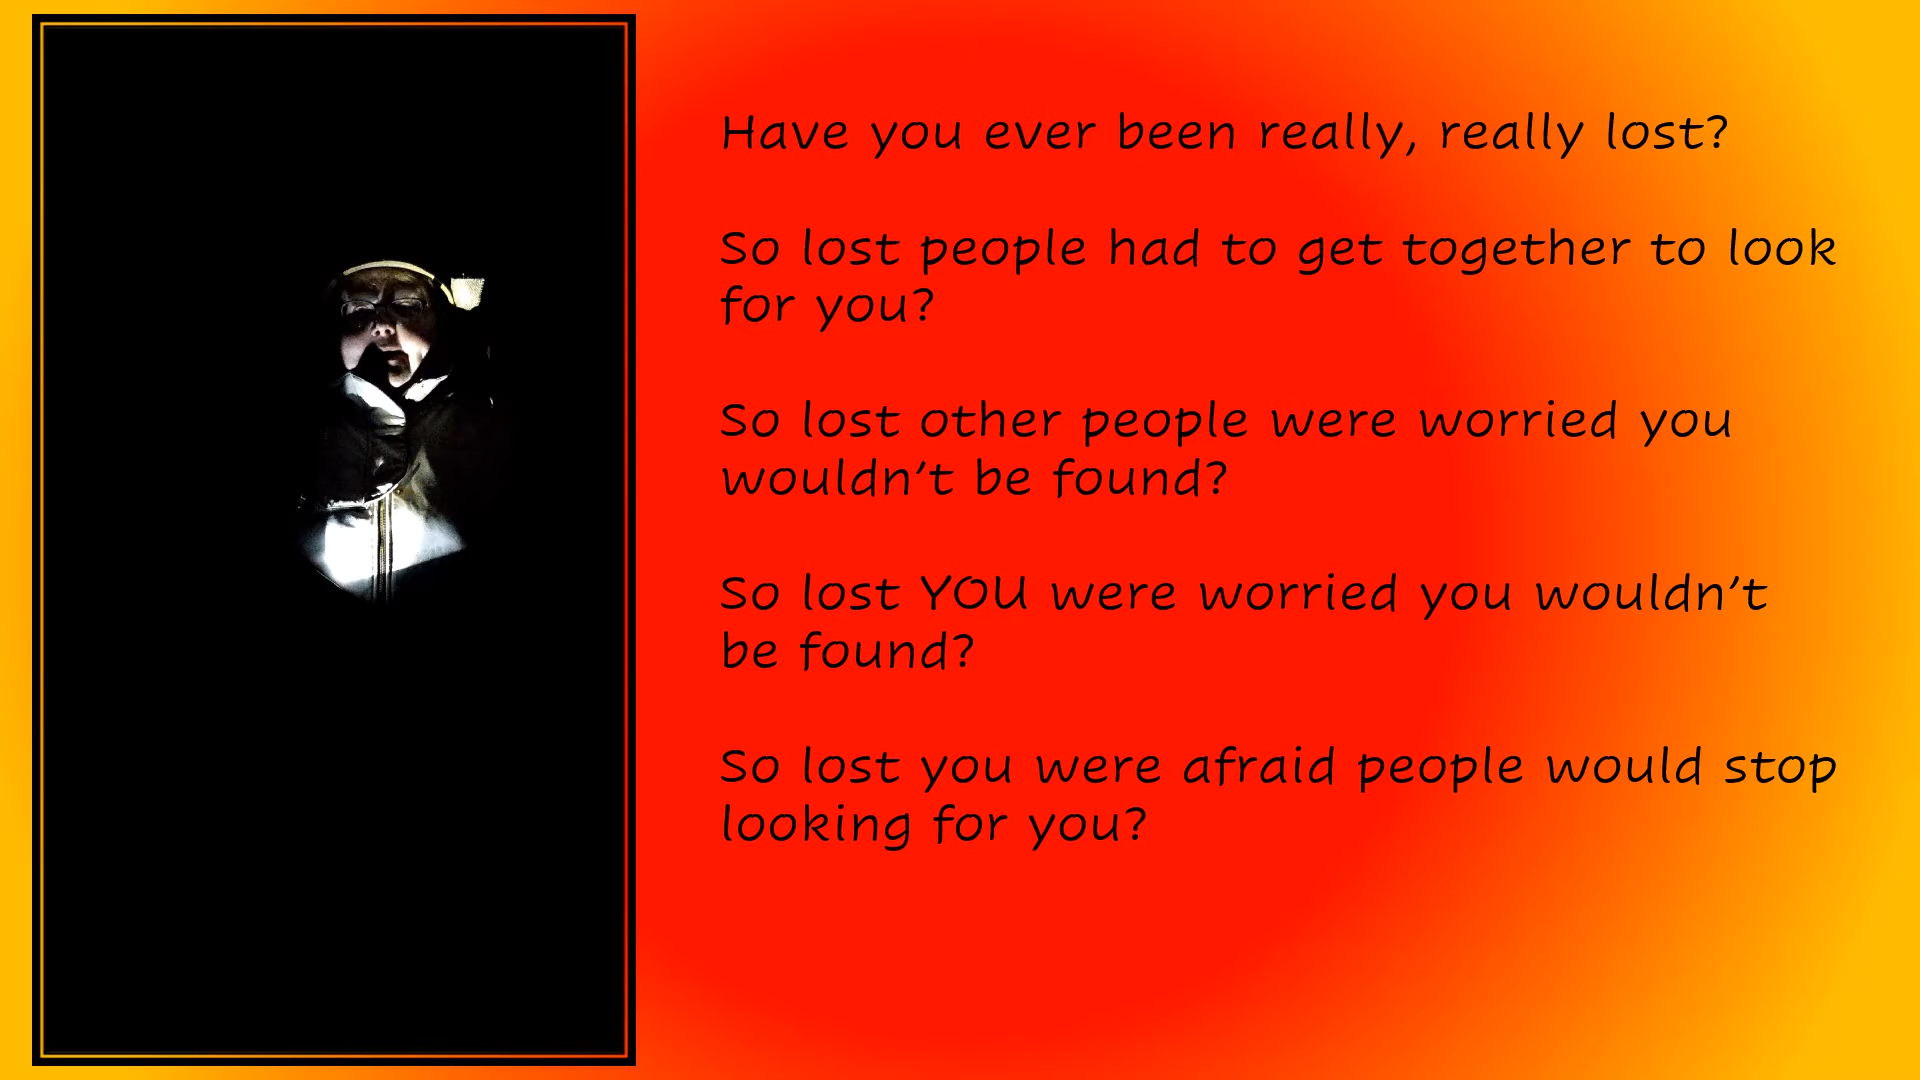 Have you ever been really, really lost?
So lost people had to get together to look
for you?
So lost other people were worried you
wouldn’t be found?
So lost YOU were worried you wouldn’t
be found?
So lost you were afraid people would stop
looking for you?